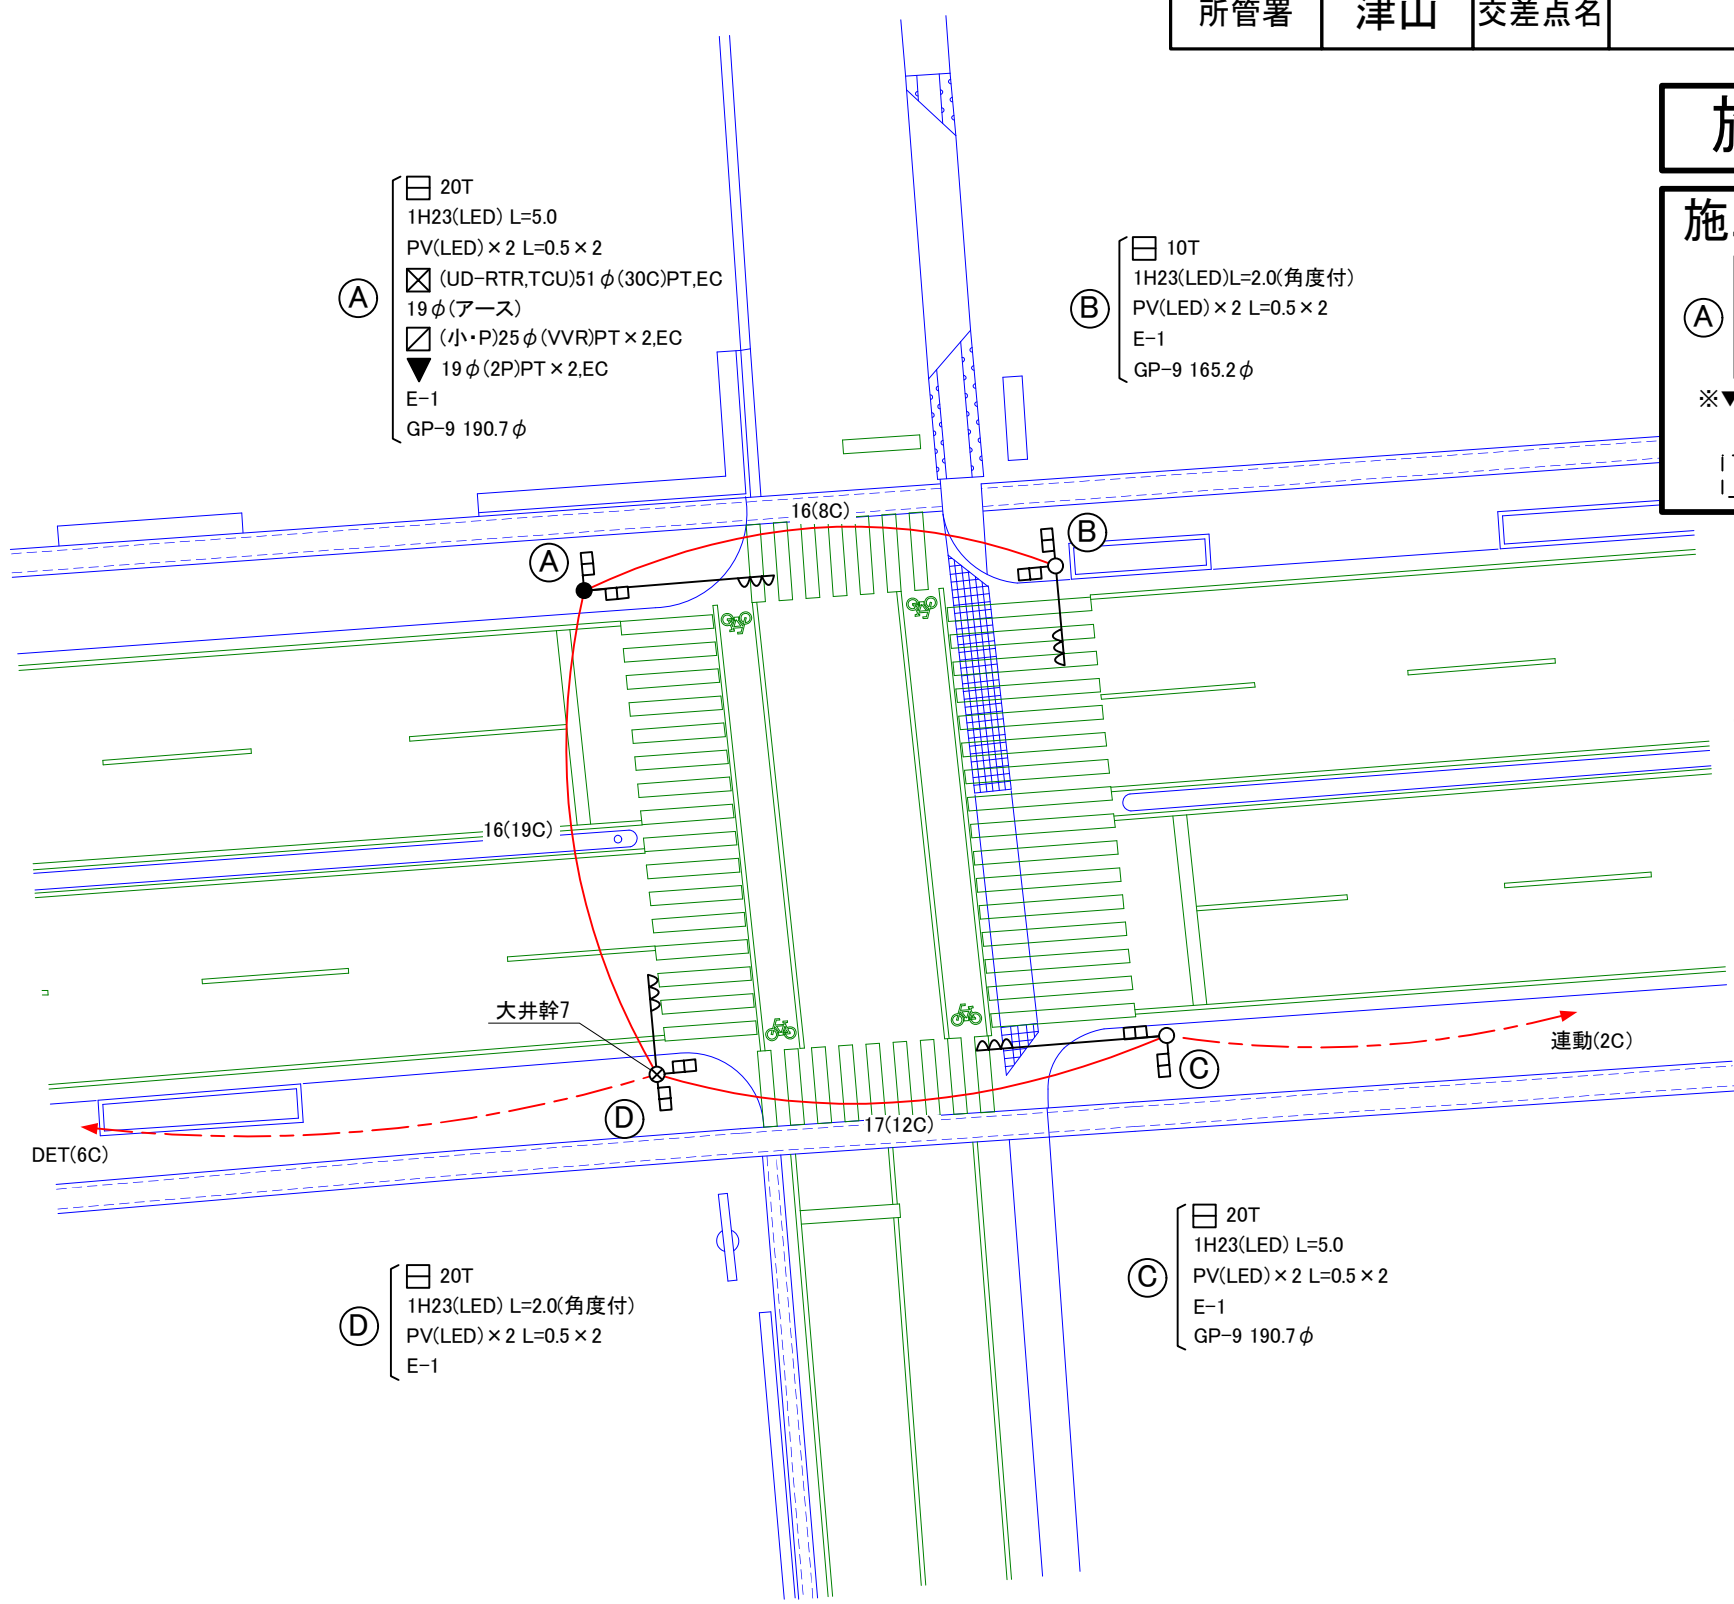 所管署 津山 交差点名
施
A
20T
1H23(LED) L=5.0
PV(LED)×2 L=0.5×2
(UD-RTR,TCU)51φ(30C)PT,EC
19φ(アース)
(小・P)25φ(VVR)PT×2,EC
▼ 19φ(2P)PT×2,EC
E-1
GP-9 190.7φ
B
10T
1H23(LED)L=2.0(角度付)
PV(LED)×2 L=0.5×2
E-1
GP-9 165.2φ
施
A
※▼
16(8C)
A
B
16(19C)
大井幹7
連動(2C)
C
D
17(12C)
DET(6C)
D
20T
1H23(LED) L=2.0(角度付)
PV(LED)×2 L=0.5×2
E-1
C
20T
1H23(LED) L=5.0
PV(LED)×2 L=0.5×2
E-1
GP-9 190.7φ